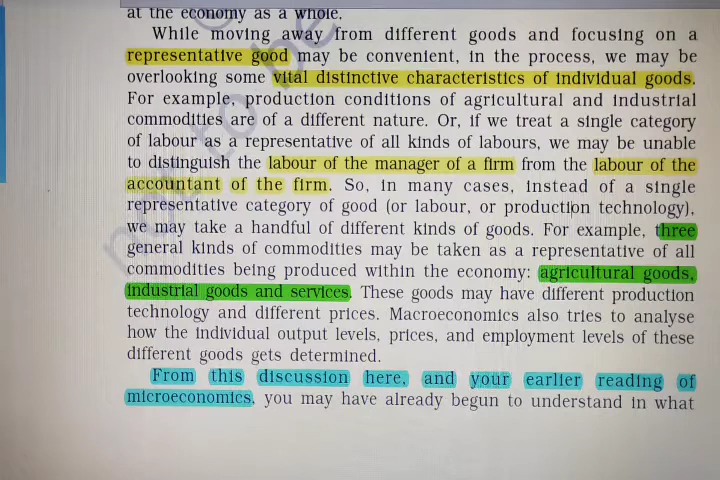 at the economy as a whole.
While moving away from different goods and focusing on a
representative good may be convenient, in the process, we may be
overlooking some vital distinctive characteristics of individual goods.
For example, production conditions of agricultural and industrial
commodities are of a different nature. Or, if we treat a single category
of labour as a representative of all kinds of labours, we may be unable
to distinguish the labour of the manager of a firm from the labour of the
accountant of the firm. So, in many cases, instead of a single
representative category of good (or labour, or production technology),
we may take a handful of different kinds of goods. For example, three
general kinds of commodities may be taken as a representative of all
commodities being produced within the economy: agricultural goods,
industrial goods and services. These goods may have different production
technology and different prices. Macroeconomics also tries to analyse
how the individual output levels, prices, and employment levels of these
different goods gets determined.
From this discussion here, and your earlier reading of
microeconomics, you may have already begun to understand in what
not to be